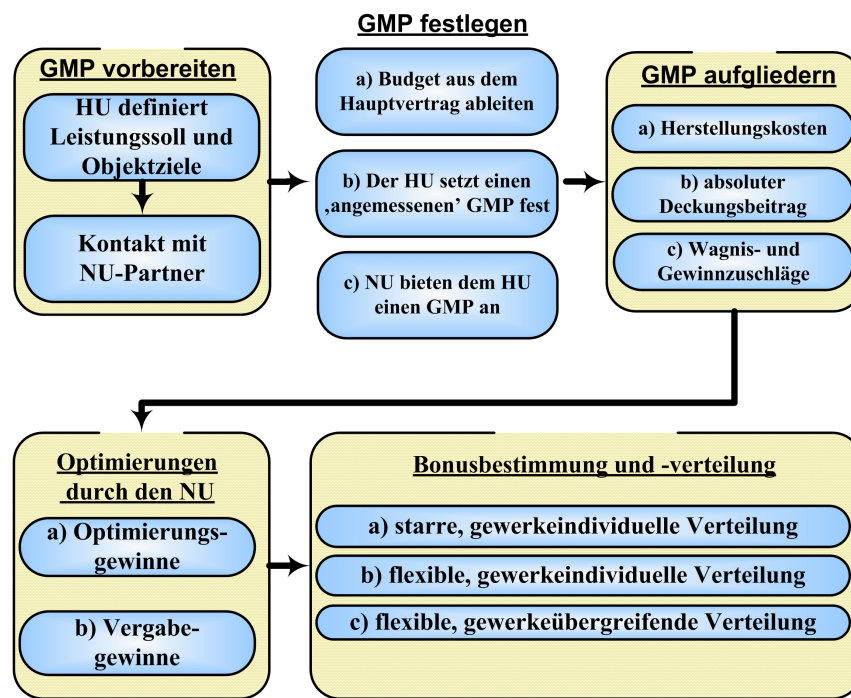 GMP vorbereiten
HU definiert
Leistungssoll und
Objektziele
Kontakt mit
NU-Partner
GMP festlegen
a) Budget aus dem
Hauptvertrag ableiten
b) Der HU setzt einen
‚angemessenen’ GMP fest
c) NU bieten dem HU
einen GMP an
GMP aufgliedern
a) Herstellungskosten
b) absoluter
Deckungsbeitrag
c) Wagnis- und
Gewinnzuschläge
Optimierungen
durch den NU
a) Optimierungs-
gewinne
b) Vergabe-
gewinne
Bonusbestimmung und -verteilung
a) starre, gewerkeindividuelle Verteilung
b) flexible, gewerkeindividuelle Verteilung
c) flexible, gewerkeübergreifende Verteilung